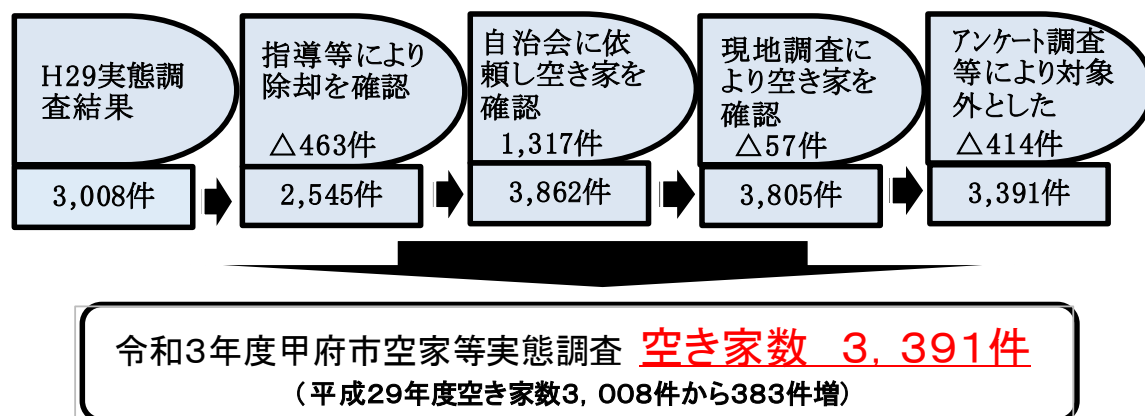 H29実態調
査結果
3,008件
指導等により
除却を確認
△463件
2,545件
自治会に依
頼し空き家を
確認
1,317件
3,862件
現地調査に
より空き家を
確認
△57件
3,805件
アンケート調査
等により対象
外とした
△414件
3,391件
令和3年度甲府市空家等実態調査 空き家数 3,391件
(平成29年度空き家数3,008件から383件増)